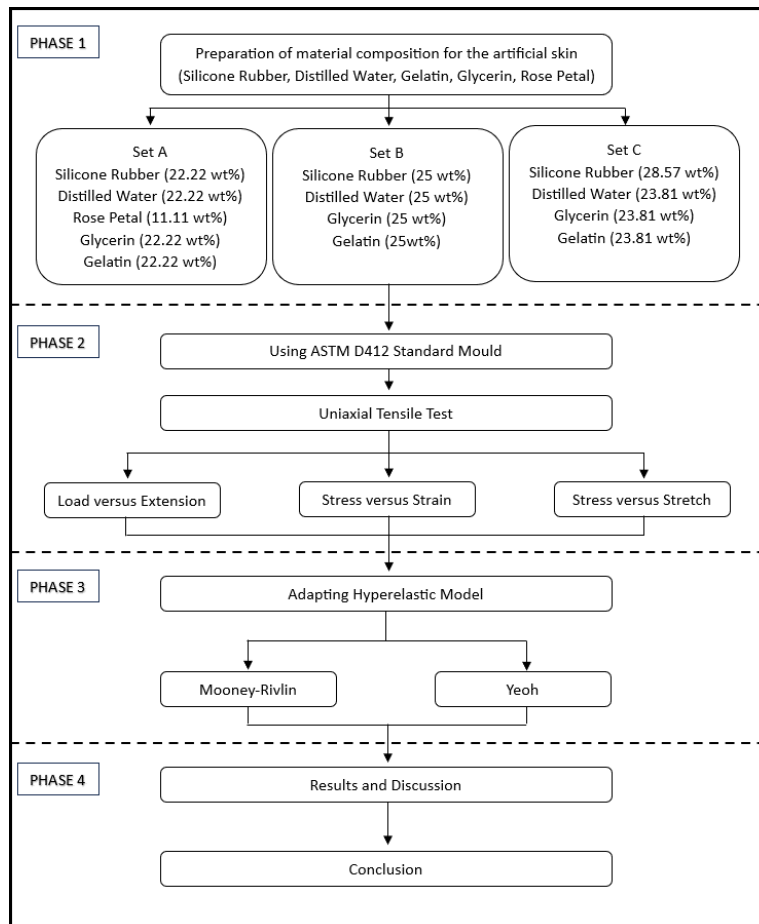 PHASE 1
Preparation of material composition for the artificial skin
(Silicone Rubber, Distilled Water, Gelatin, Glycerin, Rose Petal)
Set A
Silicone Rubber (22.22 wt%)
Distilled Water (22.22 wt%)
Rose Petal (11.11 wt%)
Glycerin (22.22 wt%)
Gelatin (22.22 wt%)
Set B
Silicone Rubber (25 wt%)
Distilled Water (25 wt%)
Glycerin (25 wt%)
Gelatin (25wt%)
Set C
Silicone Rubber (28.57 wt%)
Distilled Water (23.81 wt%)
Glycerin (23.81 wt%)
Gelatin (23.81 wt%)
PHASE 2
Using ASTM D412 Standard Mould
Uniaxial Tensile Test
Load versus Extension
Stress versus Strain
Stress versus Stretch
PHASE 3
Adapting Hyperelastic Model
Mooney-Rivlin
Yeoh
PHASE 4
Results and Discussion
Conclusion